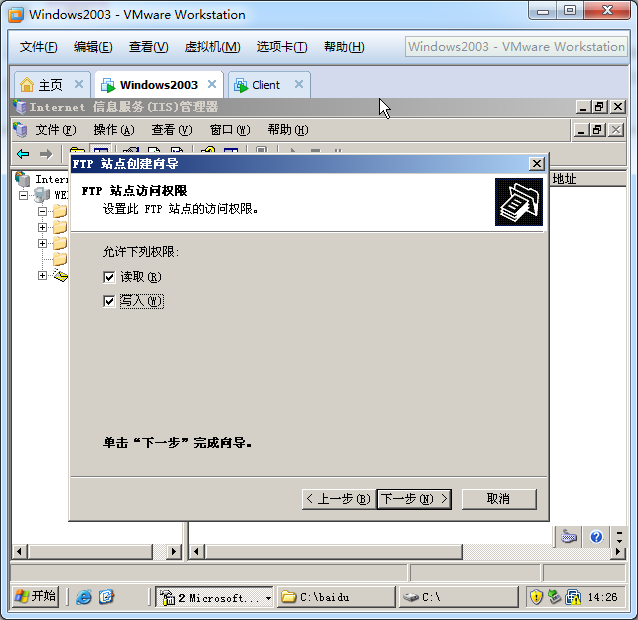 Windows2003 - VMware Workstation
文件(F) 编辑(E) 查看(V) 虚拟机(M) 选项卡(T) 帮助(H) Windows2003 - VMware Workstation
主页 Windows2003 Client
Internet 信息服务(IIS)管理器
文件(F) 操作(A) 查看(V) 窗口(W) 帮助(H)
FTP 站点创建向导
Intern
地址
WE
FTP 站点访问权限
设置此 FTP 站点的访问权限。
允许下列权限:
读取(R)
写入(W)
单击“下一步”完成向导。
< 上一步(B) 下一步(N) > 取消
开始 2 Microsoft... C:\baidu C:\ 14:26